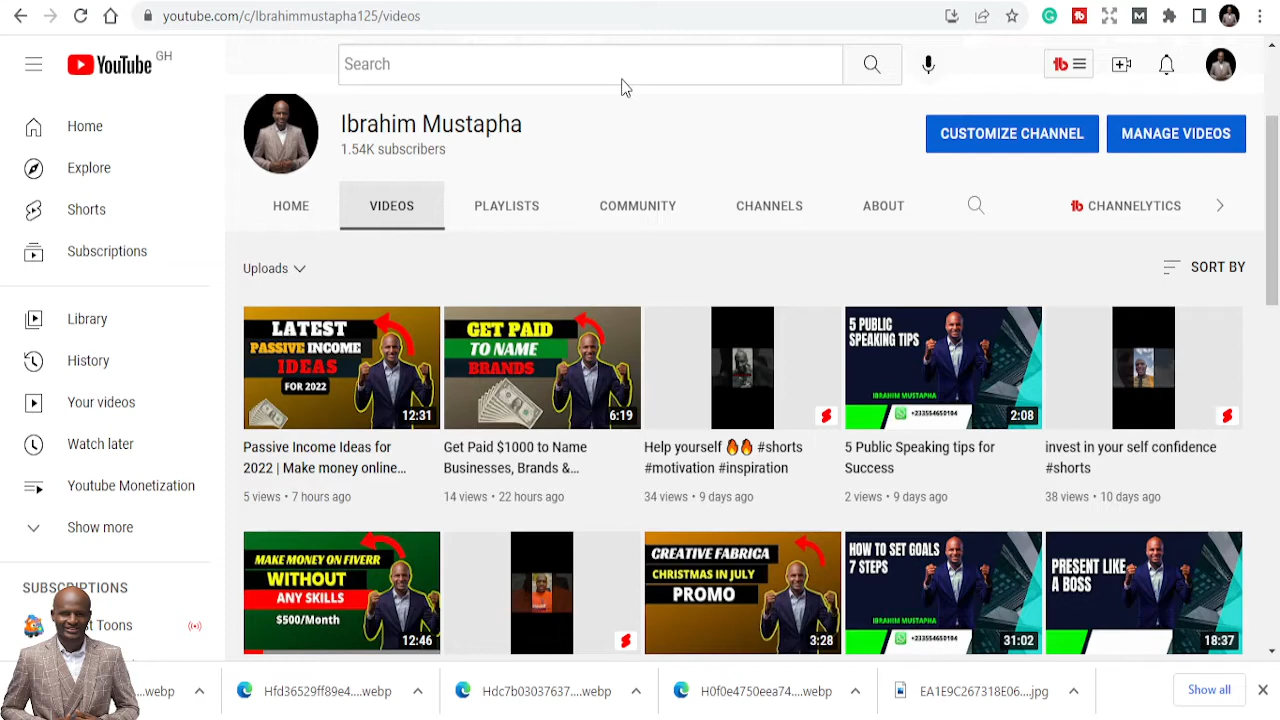 youtube.com/c/Ibrahimmustapha125/videos
YouTube GH
Search
Home
Explore
Shorts
Subscriptions
Library
History
Your videos
Watch later
Youtube Monetization
Show more
SUBSCRIPTIONS
st Toons
Ibrahim Mustapha
1.54K subscribers
CUSTOMIZE CHANNEL
MANAGE VIDEOS
HOME
VIDEOS
PLAYLISTS
COMMUNITY
CHANNELS
ABOUT
CHANNELYTICS
Uploads
SORT BY
LATEST
PASSIVE INCOME
IDEAS
FOR 2022
12:31
Passive Income Ideas for
2022 | Make money online...
5 views • 7 hours ago
GET PAID
TO NAME
BRANDS
6:19
Get Paid $1000 to Name
Businesses, Brands &...
14 views • 22 hours ago
Help yourself 🔥🔥 #shorts
#motivation #inspiration
34 views • 9 days ago
5 PUBLIC
SPEAKING TIPS
IBRAHIM MUSTAPHA
+233554650104
2:08
5 Public Speaking tips for
Success
2 views • 9 days ago
invest in your self confidence
#shorts
38 views • 10 days ago
MAKE MONEY ON FIVERR
WITHOUT
ANY SKILLS
$500/Month
12:46
CREATIVE FABRICA
CHRISTMAS IN JULY
PROMO
3:28
HOW TO SET GOALS
7 STEPS
IBRAHIM MUSTAPHA
+233554650104
31:02
PRESENT LIKE
A BOSS
18:37
....webp
Hfd36529ff89e4....webp
Hdc7b03037637....webp
H0f0e4750eea74....webp
EA1E9C267318E06....jpg
Show all